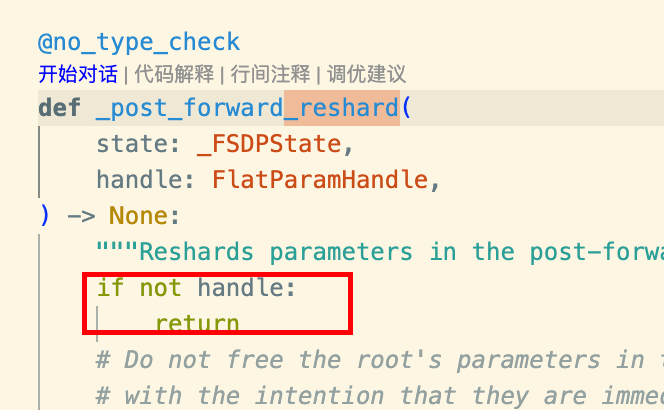 @no_type_check
开始对话 | 代码解释 | 行间注释 | 调优建议
def _post_forward_reshard(
    state: _FSDPState,
    handle: FlatParamHandle,
) -> None:
    """Reshards parameters in the post-forwa
    if not handle:
        return
    # Do not free the root's parameters in t
    # with the intention that they are immed